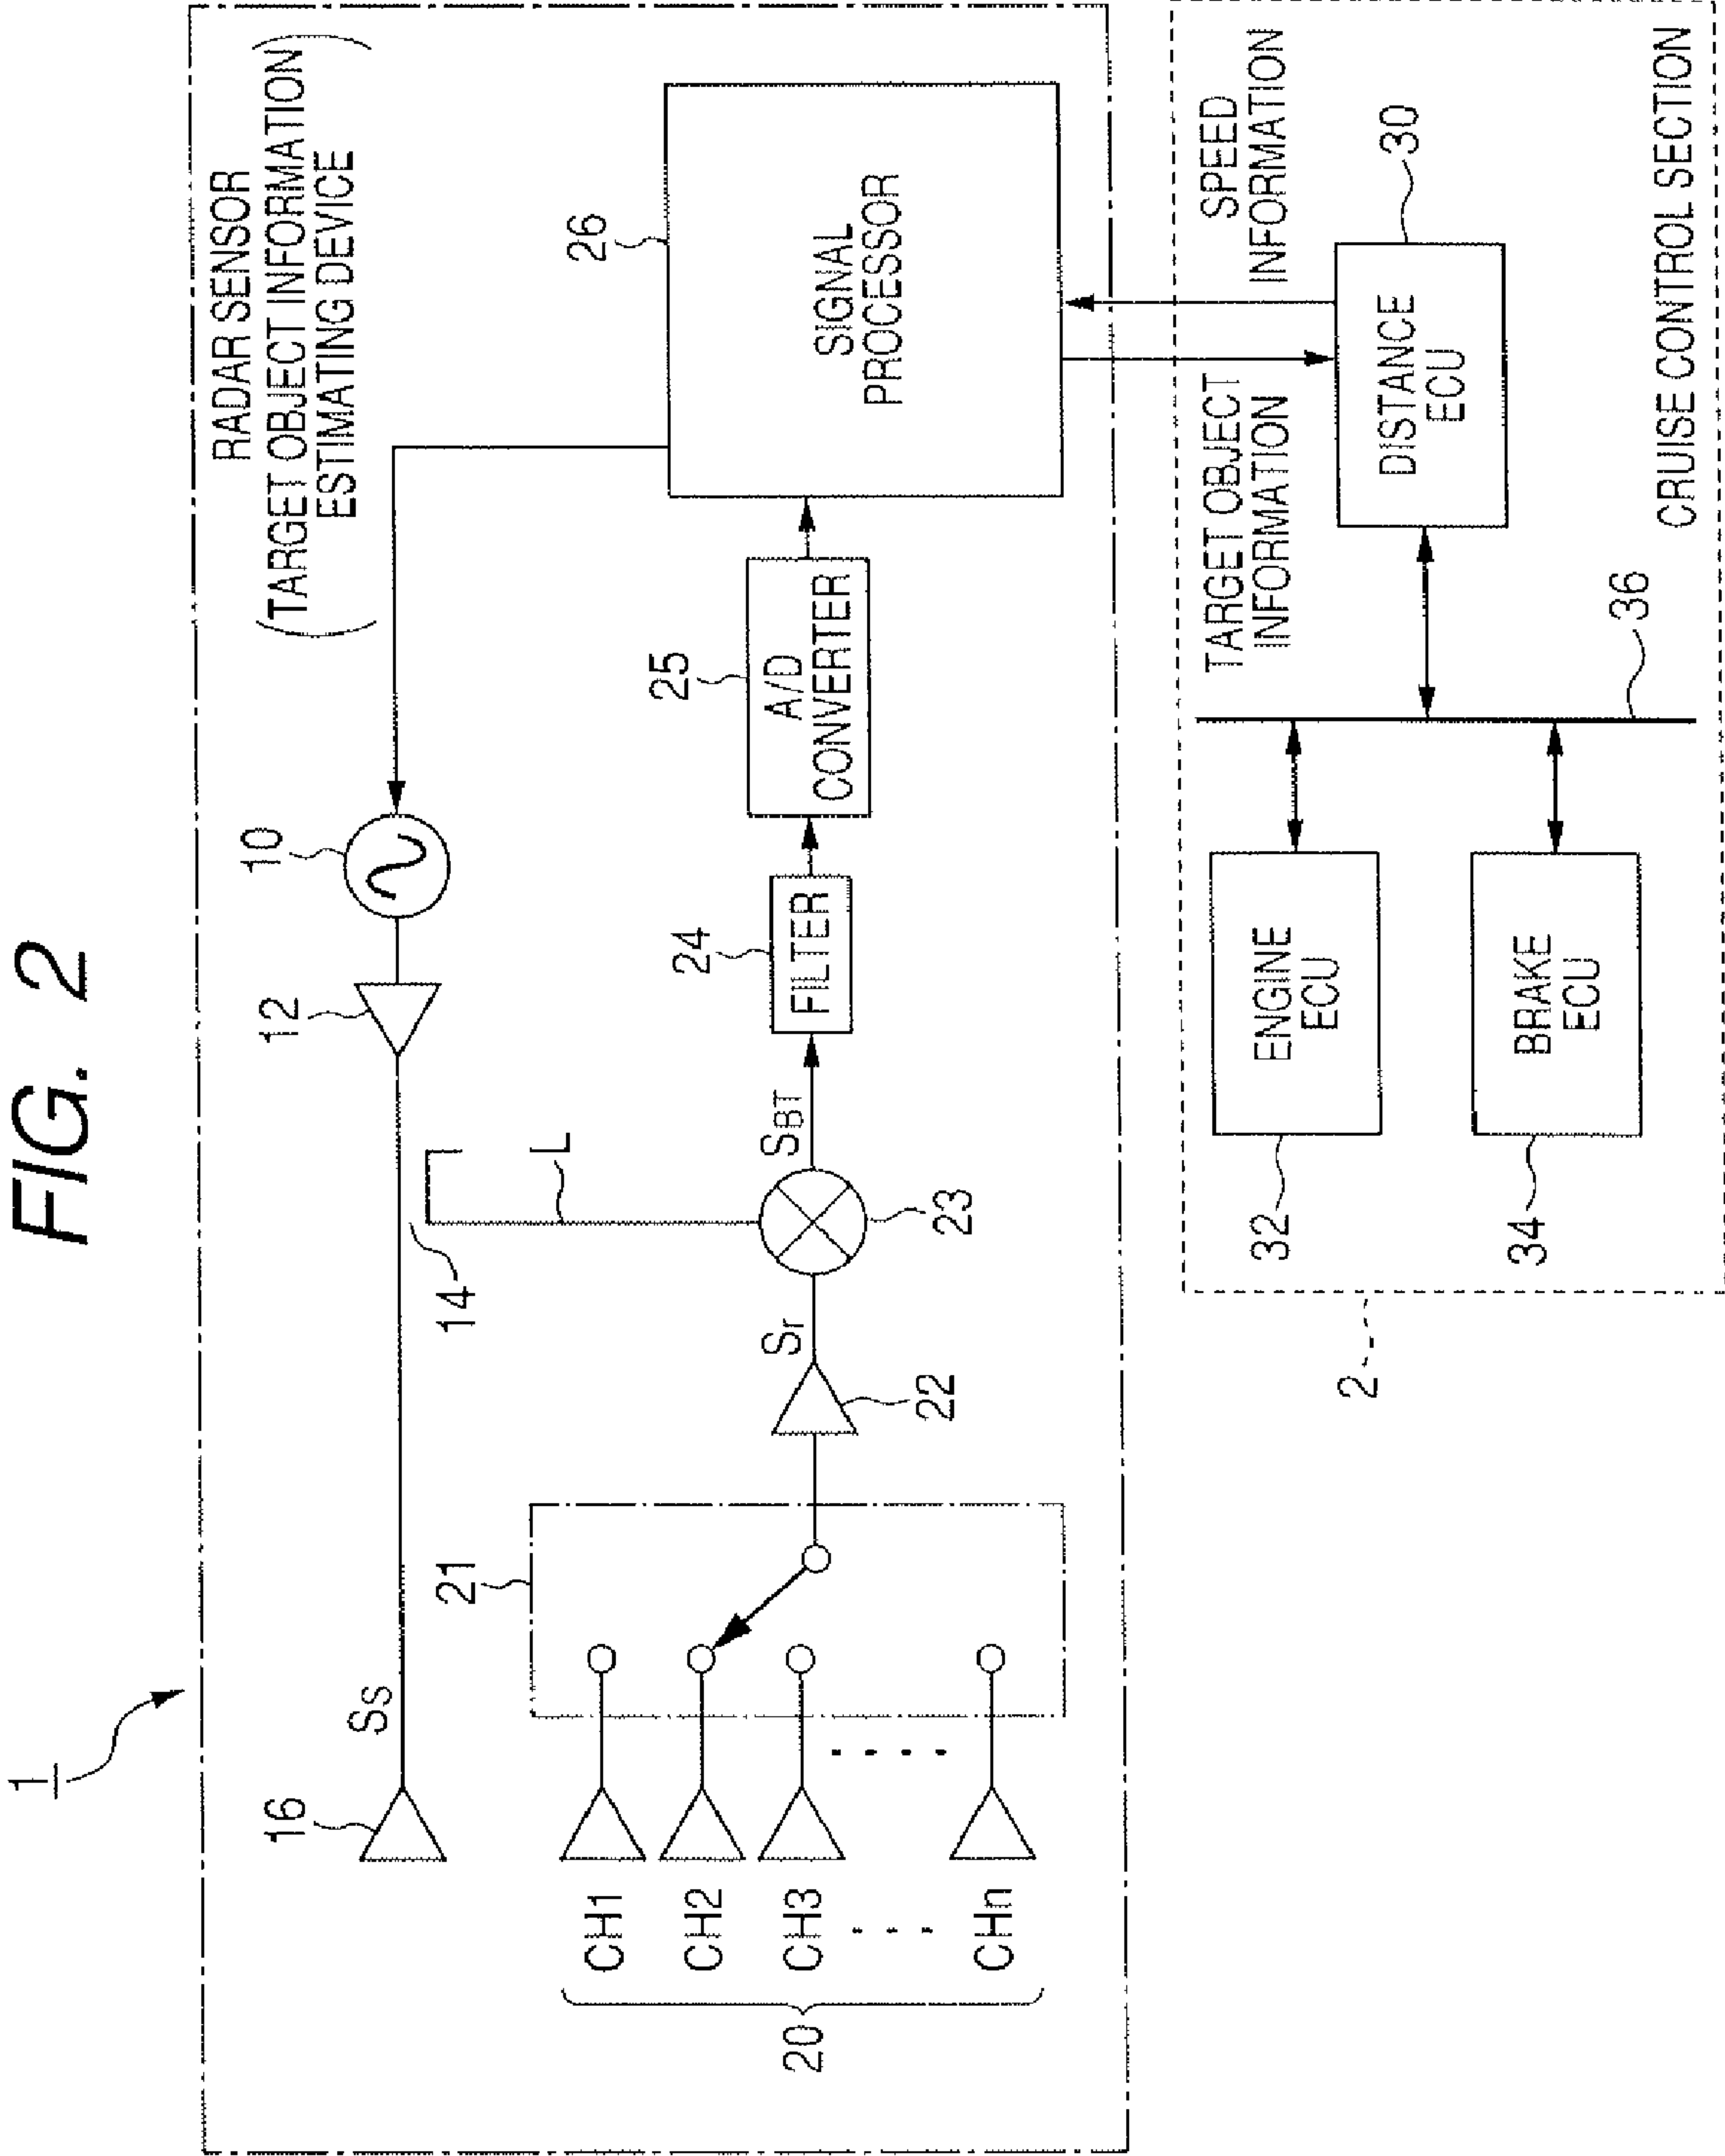 FIG. 2
1
RADAR SENSOR
(TARGET OBJECT INFORMATION
ESTIMATING DEVICE)
16
SS
12
10
14
L
26
SIGNAL
PROCESSOR
21
CH1
CH2
CH3
· · ·
CHn
20
· · · ·
22
Sr
23
SBT
24
FILTER
25
A/D
CONVERTER
TARGET OBJECT
INFORMATION
SPEED
INFORMATION
32
ENGINE
ECU
34
BRAKE
ECU
36
DISTANCE
ECU
30
2
CRUISE CONTROL SECTION